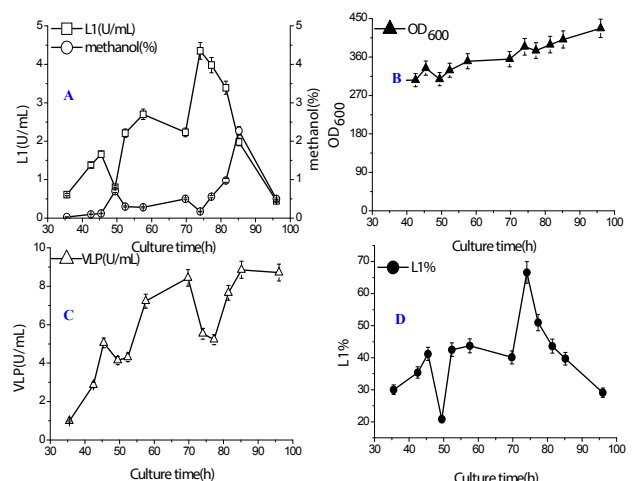 L1(U/mL)
methanol(%)
A
L1(U/mL)
methanol(%)
5
4
3
2
1
0
5
4
3
2
1
0
30 40 50 60 70 80 90 100
Culture time(h)
OD600
B
OD600
450
360
270
180
90
0
30 40 50 60 70 80 90 100
Culture time(h)
VLP(U/mL)
C
VLP(U/mL)
10
8
6
4
2
0
30 40 50 60 70 80 90 100
Culture time(h)
L1%
D
L1%
70
60
50
40
30
20
30 40 50 60 70 80 90 100
Culture time(h)